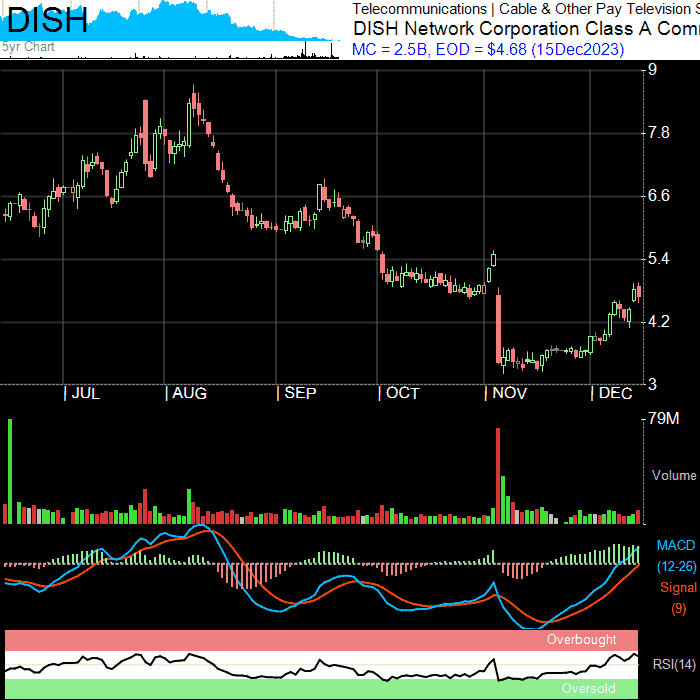 DISH
5yr Chart
Telecommunications | Cable & Other Pay Television S
DISH Network Corporation Class A Com
MC = 2.5B, EOD = $4.68 (15Dec2023)
9
7.8
6.6
5.4
4.2
3
| JUL | AUG | SEP | OCT | NOV | DEC
79M
Volume
MACD
(12-26)
Signal
(9)
Overbought
RSI(14)
Oversold